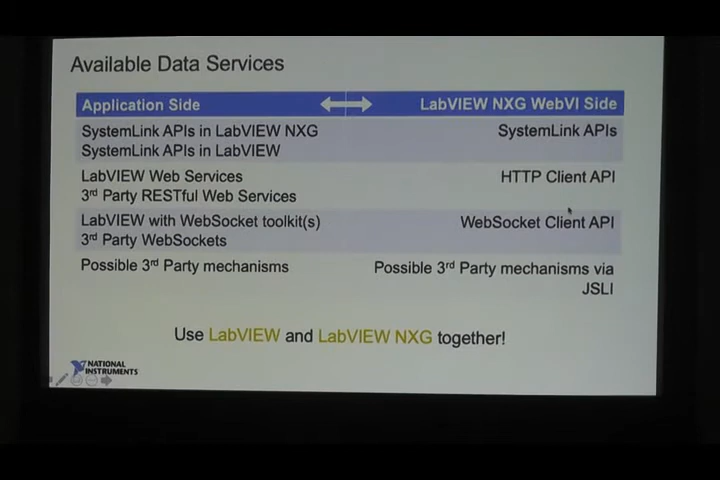 Available Data Services
Application Side LabVIEW NXG WebVI Side
SystemLink APIs in LabVIEW NXG SystemLink APIs
SystemLink APIs in LabVIEW
LabVIEW Web Services HTTP Client API
3rd Party RESTful Web Services
LabVIEW with WebSocket toolkit(s) WebSocket Client API
3rd Party WebSockets
Possible 3rd Party mechanisms Possible 3rd Party mechanisms via
JSLI
Use LabVIEW and LabVIEW NXG together!
NATIONAL
INSTRUMENTS